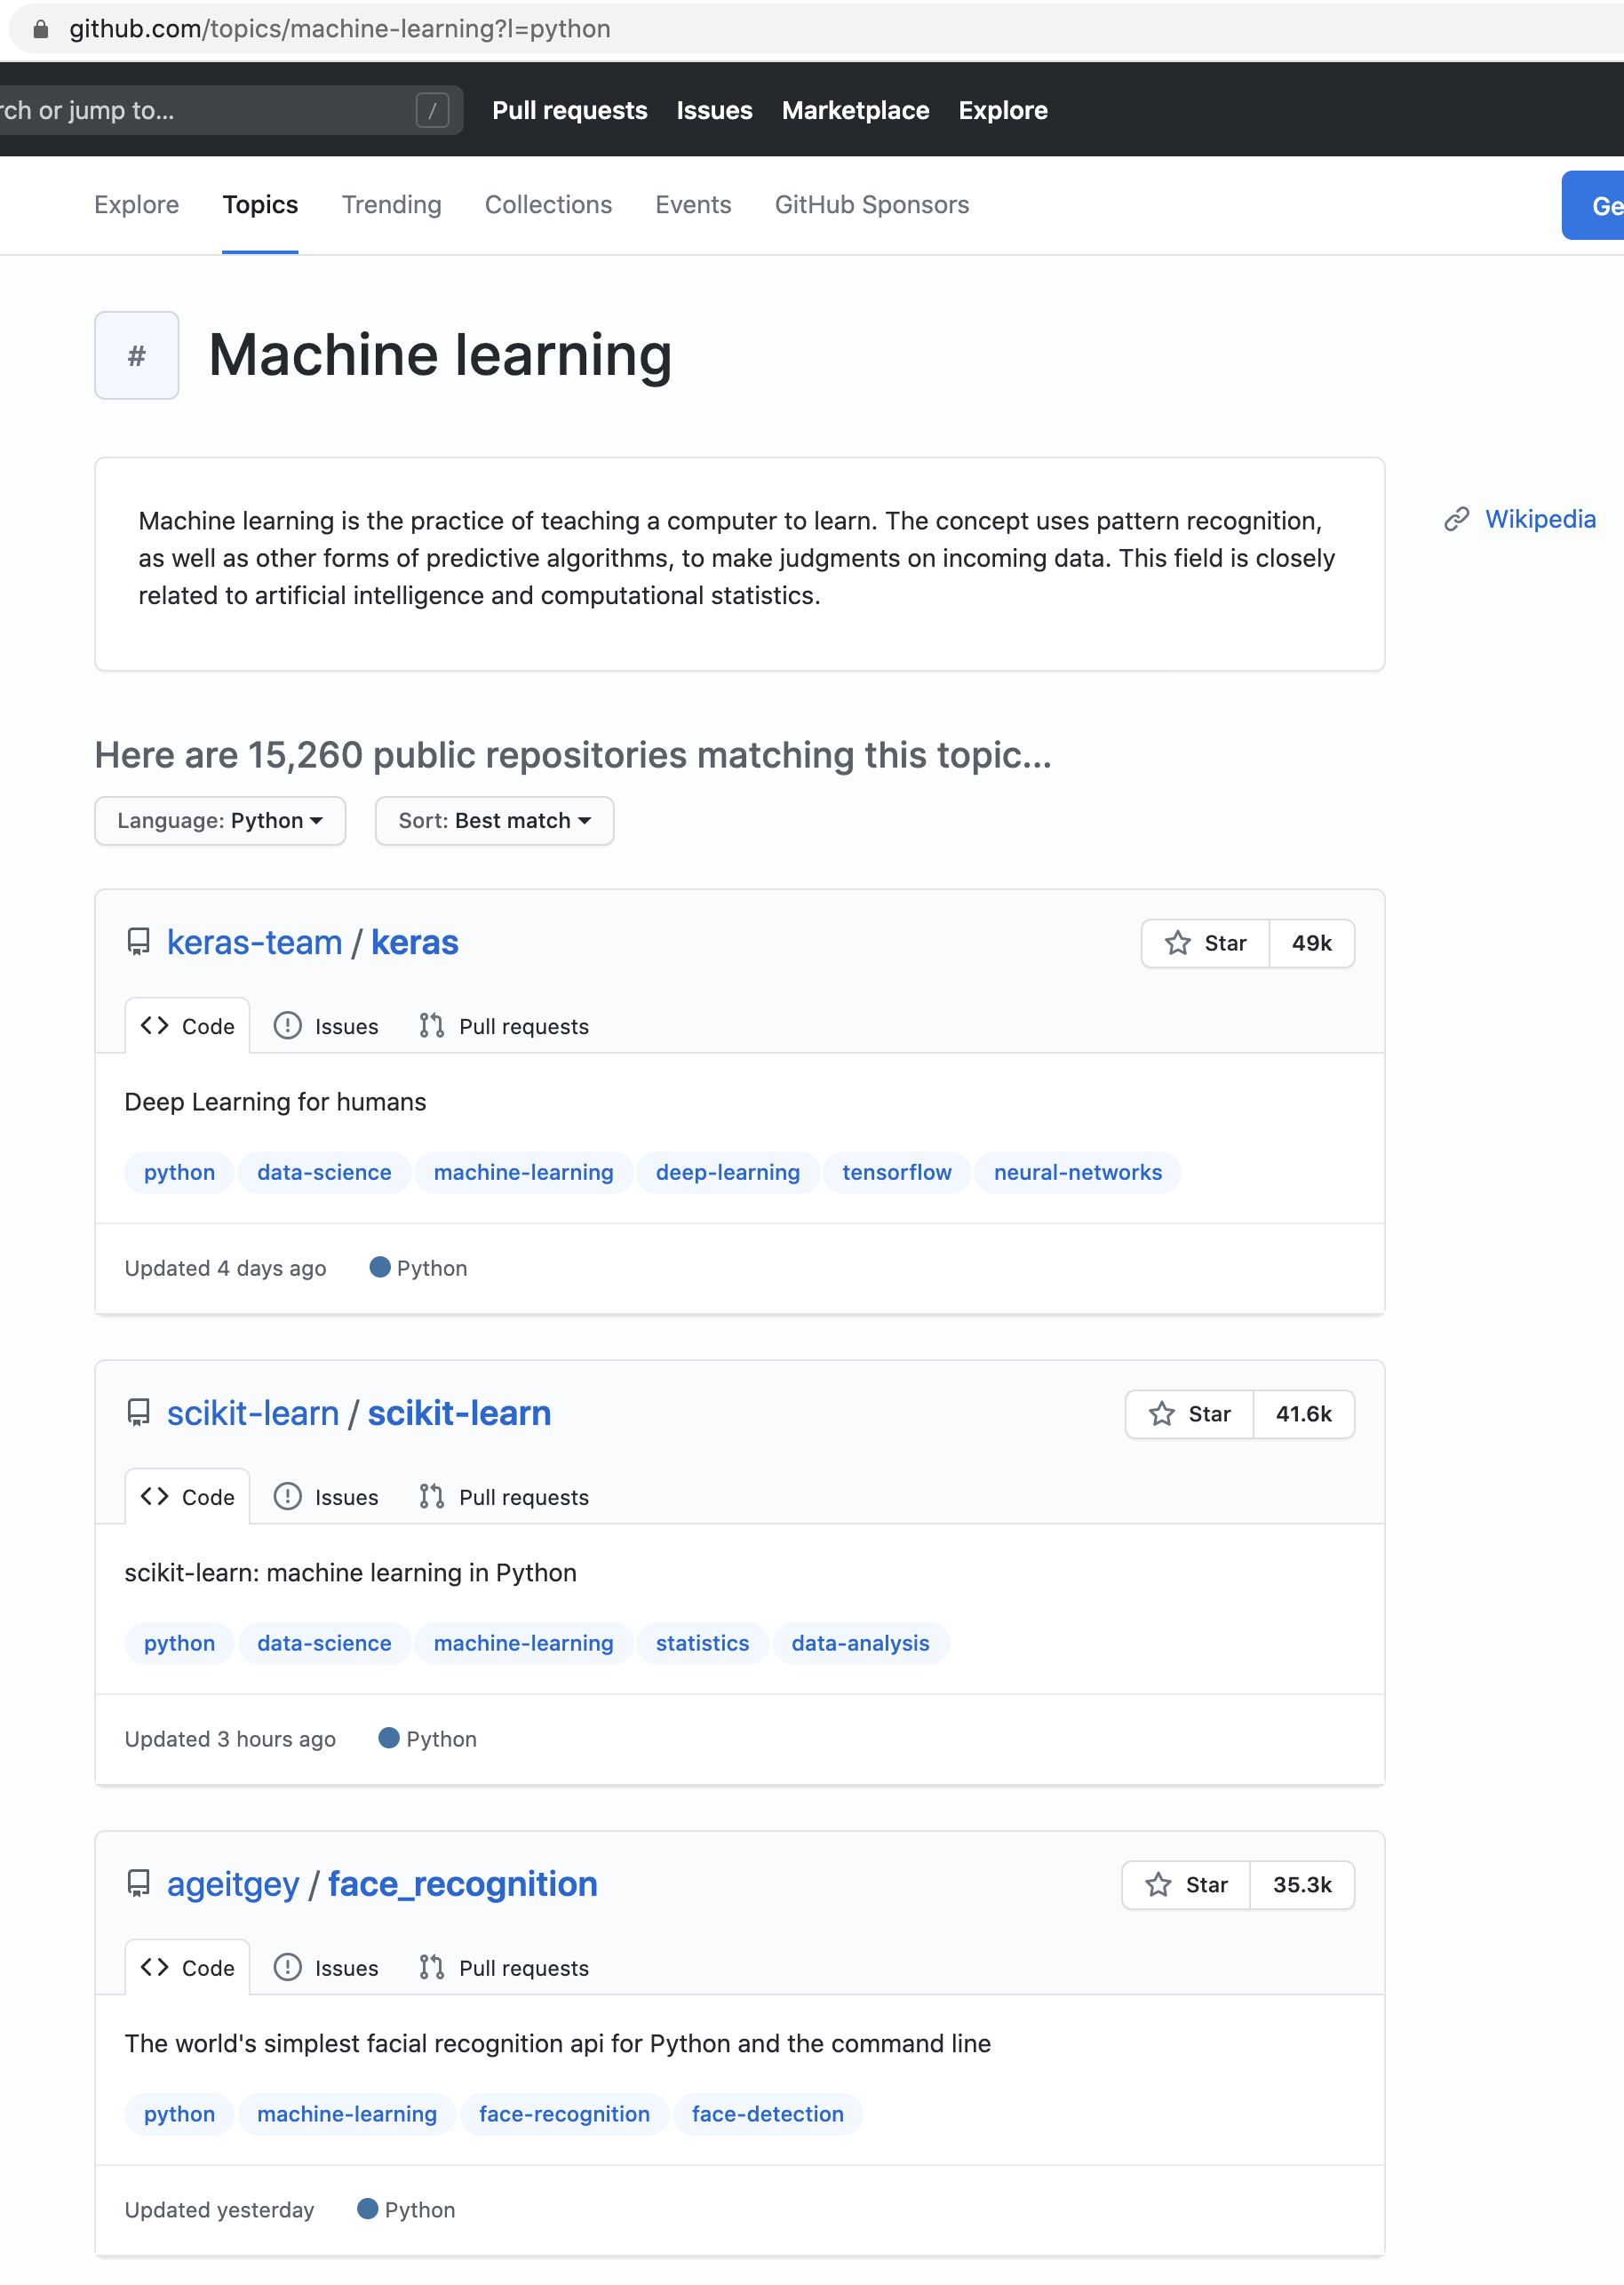 github.com/topics/machine-learning?l=python
rch or jump to... / Pull requests Issues Marketplace Explore
Explore Topics Trending Collections Events GitHub Sponsors
# Machine learning
Machine learning is the practice of teaching a computer to learn. The concept uses pattern recognition,
as well as other forms of predictive algorithms, to make judgments on incoming data. This field is closely
related to artificial intelligence and computational statistics.
Wikipedia
Here are 15,260 public repositories matching this topic...
Language: Python Sort: Best match
keras-team / keras Star 49k
Code Issues Pull requests
Deep Learning for humans
python data-science machine-learning deep-learning tensorflow neural-networks
Updated 4 days ago Python
scikit-learn / scikit-learn Star 41.6k
Code Issues Pull requests
scikit-learn: machine learning in Python
python data-science machine-learning statistics data-analysis
Updated 3 hours ago Python
ageitgey / face_recognition Star 35.3k
Code Issues Pull requests
The world's simplest facial recognition api for Python and the command line
python machine-learning face-recognition face-detection
Updated yesterday Python